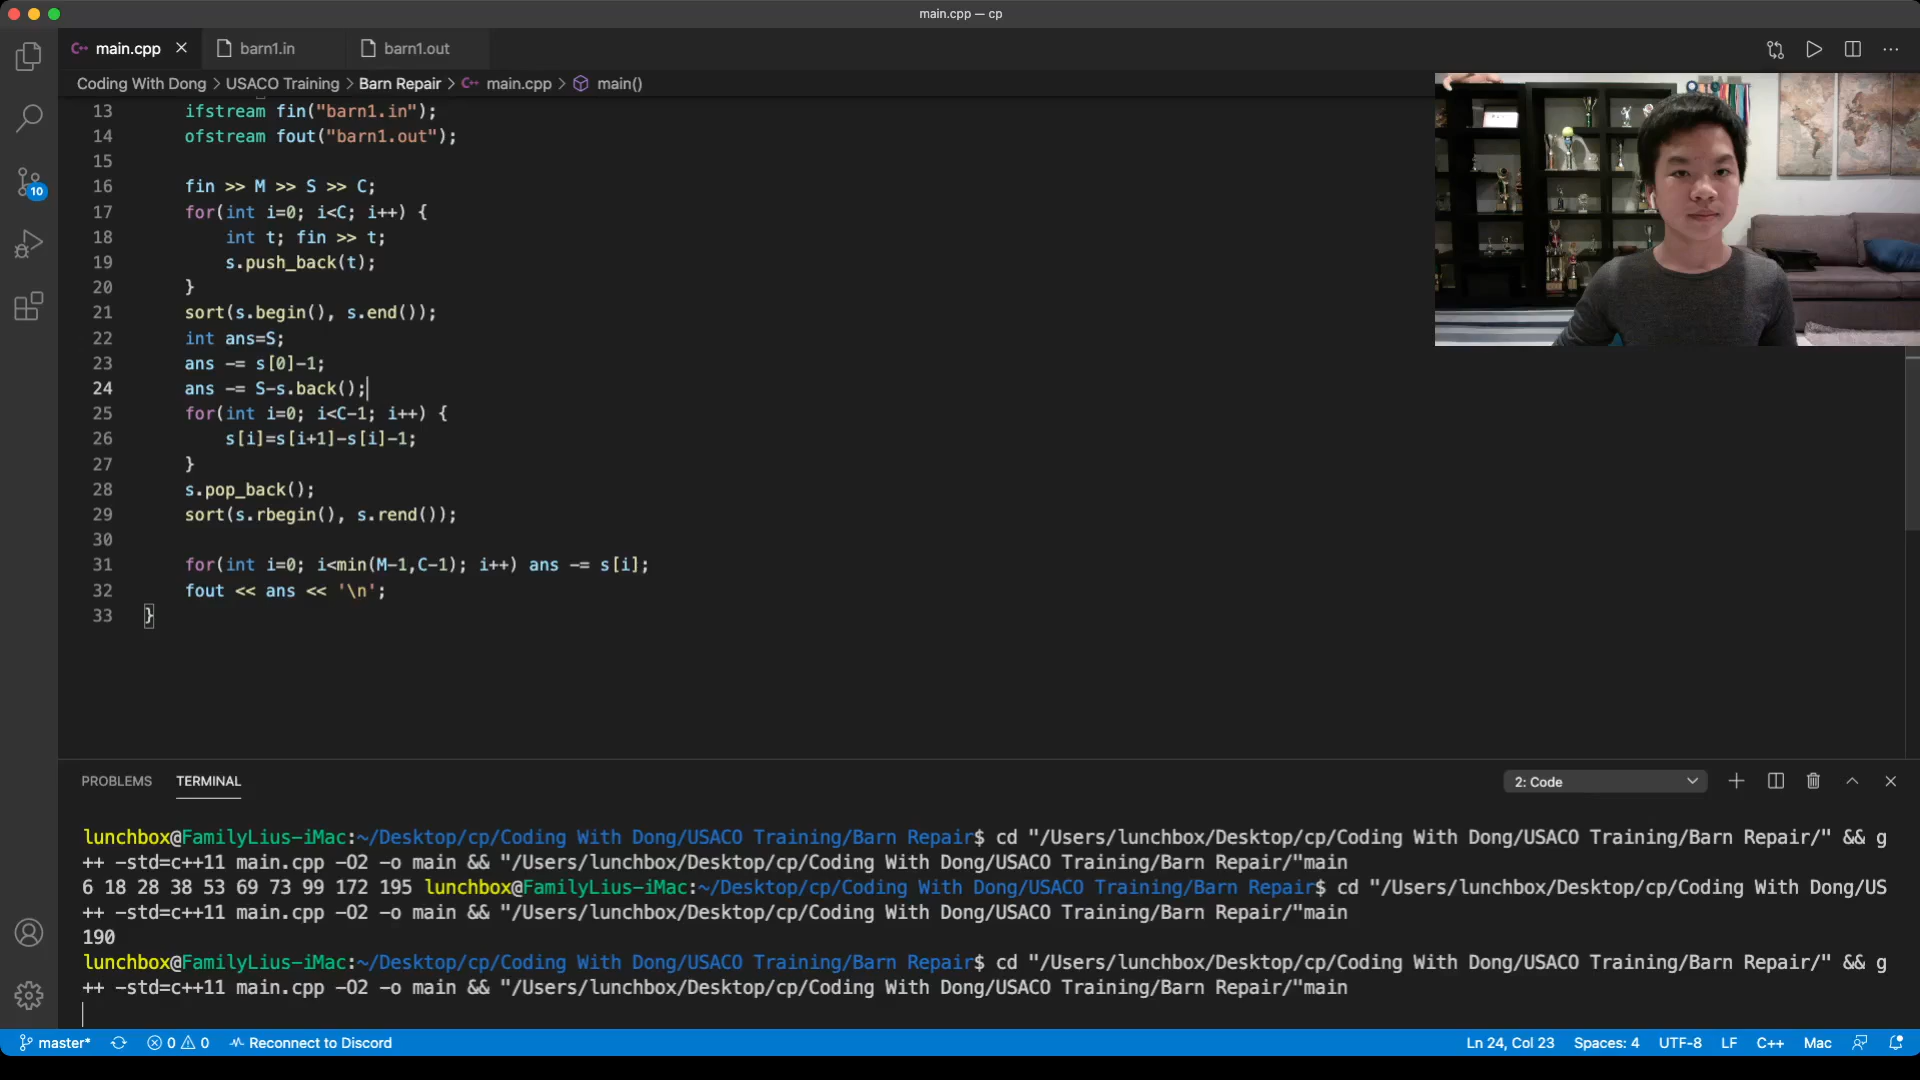 main.cpp — cp
main.cpp
barn1.in
barn1.out
Coding With Dong > USACO Training > Barn Repair > main.cpp > main()
13 ifstream fin("barn1.in");
14 ofstream fout("barn1.out");
15
16 fin >> M >> S >> C;
17 for(int i=0; i<C; i++) {
18 int t; fin >> t;
19 s.push_back(t);
20 }
21 sort(s.begin(), s.end());
22 int ans=S;
23 ans -= s[0]-1;
24 ans -= S-s.back();
25 for(int i=0; i<C-1; i++) {
26 s[i]=s[i+1]-s[i]-1;
27 }
28 s.pop_back();
29 sort(s.rbegin(), s.rend());
30
31 for(int i=0; i<min(M-1,C-1); i++) ans -= s[i];
32 fout << ans << '\n';
33 }
10
PROBLEMS TERMINAL
2: Code
lunchbox@FamilyLius-iMac:~/Desktop/cp/Coding With Dong/USACO Training/Barn Repair$ cd "/Users/lunchbox/Desktop/cp/Coding With Dong/USACO Training/Barn Repair/" && g
++ -std=c++11 main.cpp -O2 -o main && "/Users/lunchbox/Desktop/cp/Coding With Dong/USACO Training/Barn Repair/"main
6 18 28 38 53 69 73 99 172 195 lunchbox@FamilyLius-iMac:~/Desktop/cp/Coding With Dong/USACO Training/Barn Repair$ cd "/Users/lunchbox/Desktop/cp/Coding With Dong/US
++ -std=c++11 main.cpp -O2 -o main && "/Users/lunchbox/Desktop/cp/Coding With Dong/USACO Training/Barn Repair/"main
190
lunchbox@FamilyLius-iMac:~/Desktop/cp/Coding With Dong/USACO Training/Barn Repair$ cd "/Users/lunchbox/Desktop/cp/Coding With Dong/USACO Training/Barn Repair/" && g
++ -std=c++11 main.cpp -O2 -o main && "/Users/lunchbox/Desktop/cp/Coding With Dong/USACO Training/Barn Repair/"main
master* 0 0 Reconnect to Discord Ln 24, Col 23 Spaces: 4 UTF-8 LF C++ Mac